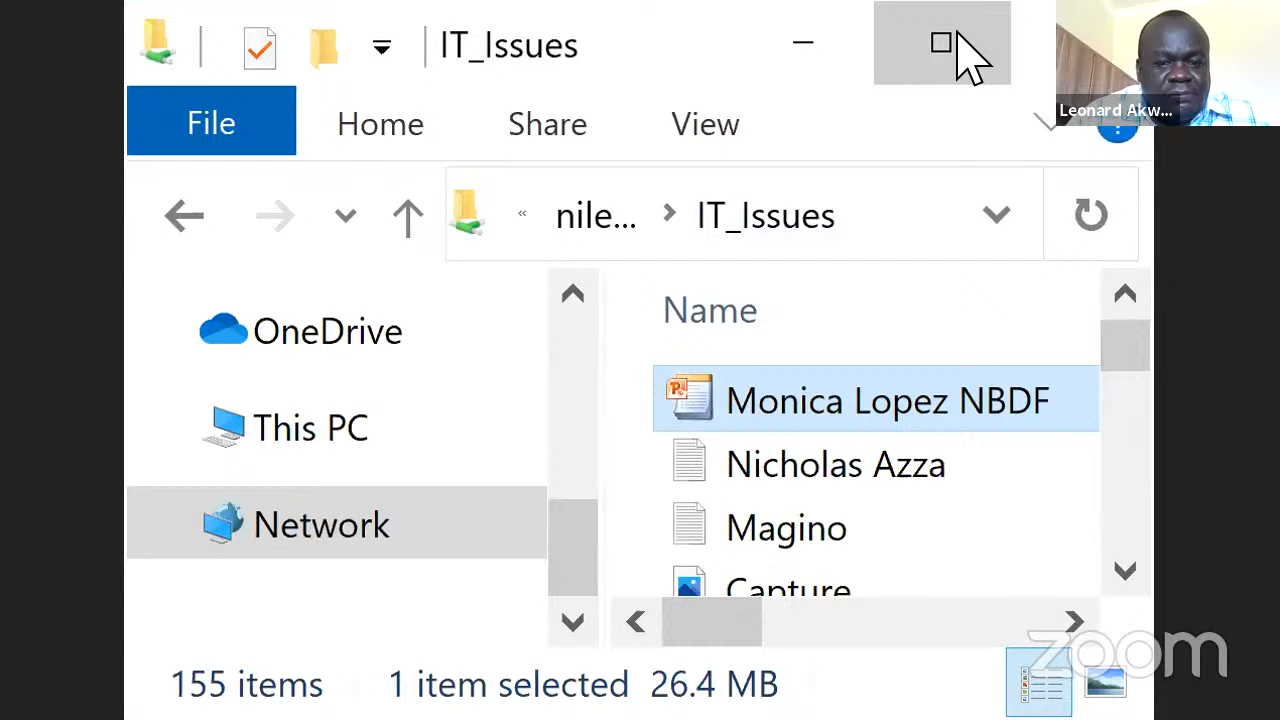 IT_Issues
Leonard Akw...
File Home Share View
« nile... IT_Issues
Name
OneDrive
This PC
Network
Monica Lopez NBDF
Nicholas Azza
Magino
Capture
155 items 1 item selected 26.4 MB
zoom